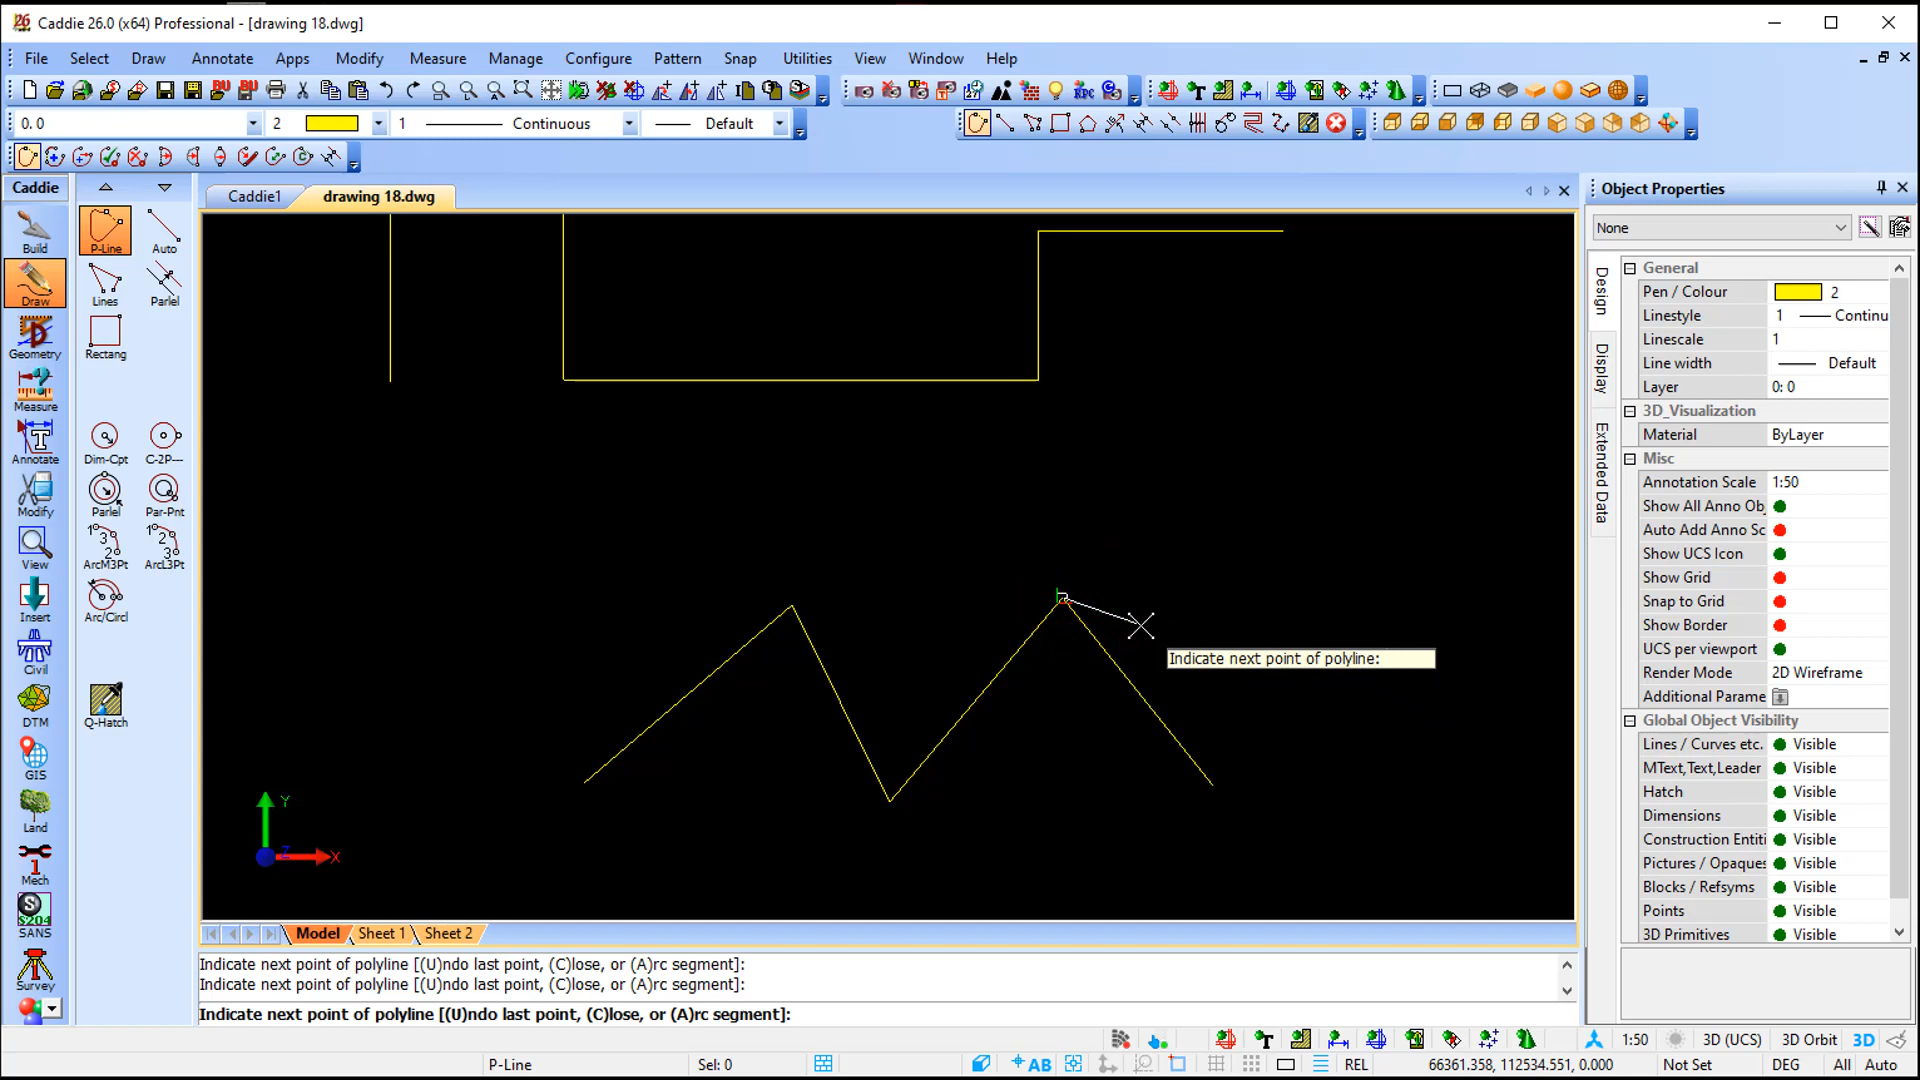 Caddie 26.0 (x64) Professional - [drawing 18.dwg]
File Select Draw Annotate Apps Modify Measure Manage Configure Pattern Snap Utilities View Window Help
0. 0 2 1 Continuous Default
Caddie
Caddie1 drawing 18.dwg
Build
P-Line
Auto
Draw
Lines
Parlel
Geometry
Rectang
Measure
Annotate
Dim-Cpt
C-2P---
Modify
Parlel
Par-Pnt
View
ArcM3Pt
ArcL3Pt
Insert
Arc/Circl
Civil
DTM
Q-Hatch
GIS
Land
Mech
S204
SANS
Survey
Indicate next point of polyline:
Y
Z
X
Model Sheet 1 Sheet 2
Indicate next point of polyline [(U)ndo last point, (C)lose, or (A)rc segment]:
Indicate next point of polyline [(U)ndo last point, (C)lose, or (A)rc segment]:
Indicate next point of polyline [(U)ndo last point, (C)lose, or (A)rc segment]:
Object Properties
None
Design
Display
Extended Data
General
Pen / Colour 2
Linestyle 1 Continu
Linescale 1
Line width Default
Layer 0: 0
3D_Visualization
Material ByLayer
Misc
Annotation Scale 1:50
Show All Anno Ob
Auto Add Anno Sc
Show UCS Icon
Show Grid
Snap to Grid
Show Border
UCS per viewport
Render Mode 2D Wireframe
Additional Parame
Global Object Visibility
Lines / Curves etc. Visible
MText,Text,Leader Visible
Hatch Visible
Dimensions Visible
Construction Entiti Visible
Pictures / Opaques Visible
Blocks / Refsyms Visible
Points Visible
3D Primitives Visible
1:50 3D (UCS) 3D Orbit 3D
P-Line Sel: 0 AB REL 66361.358, 112534.551, 0.000 Not Set DEG All Auto